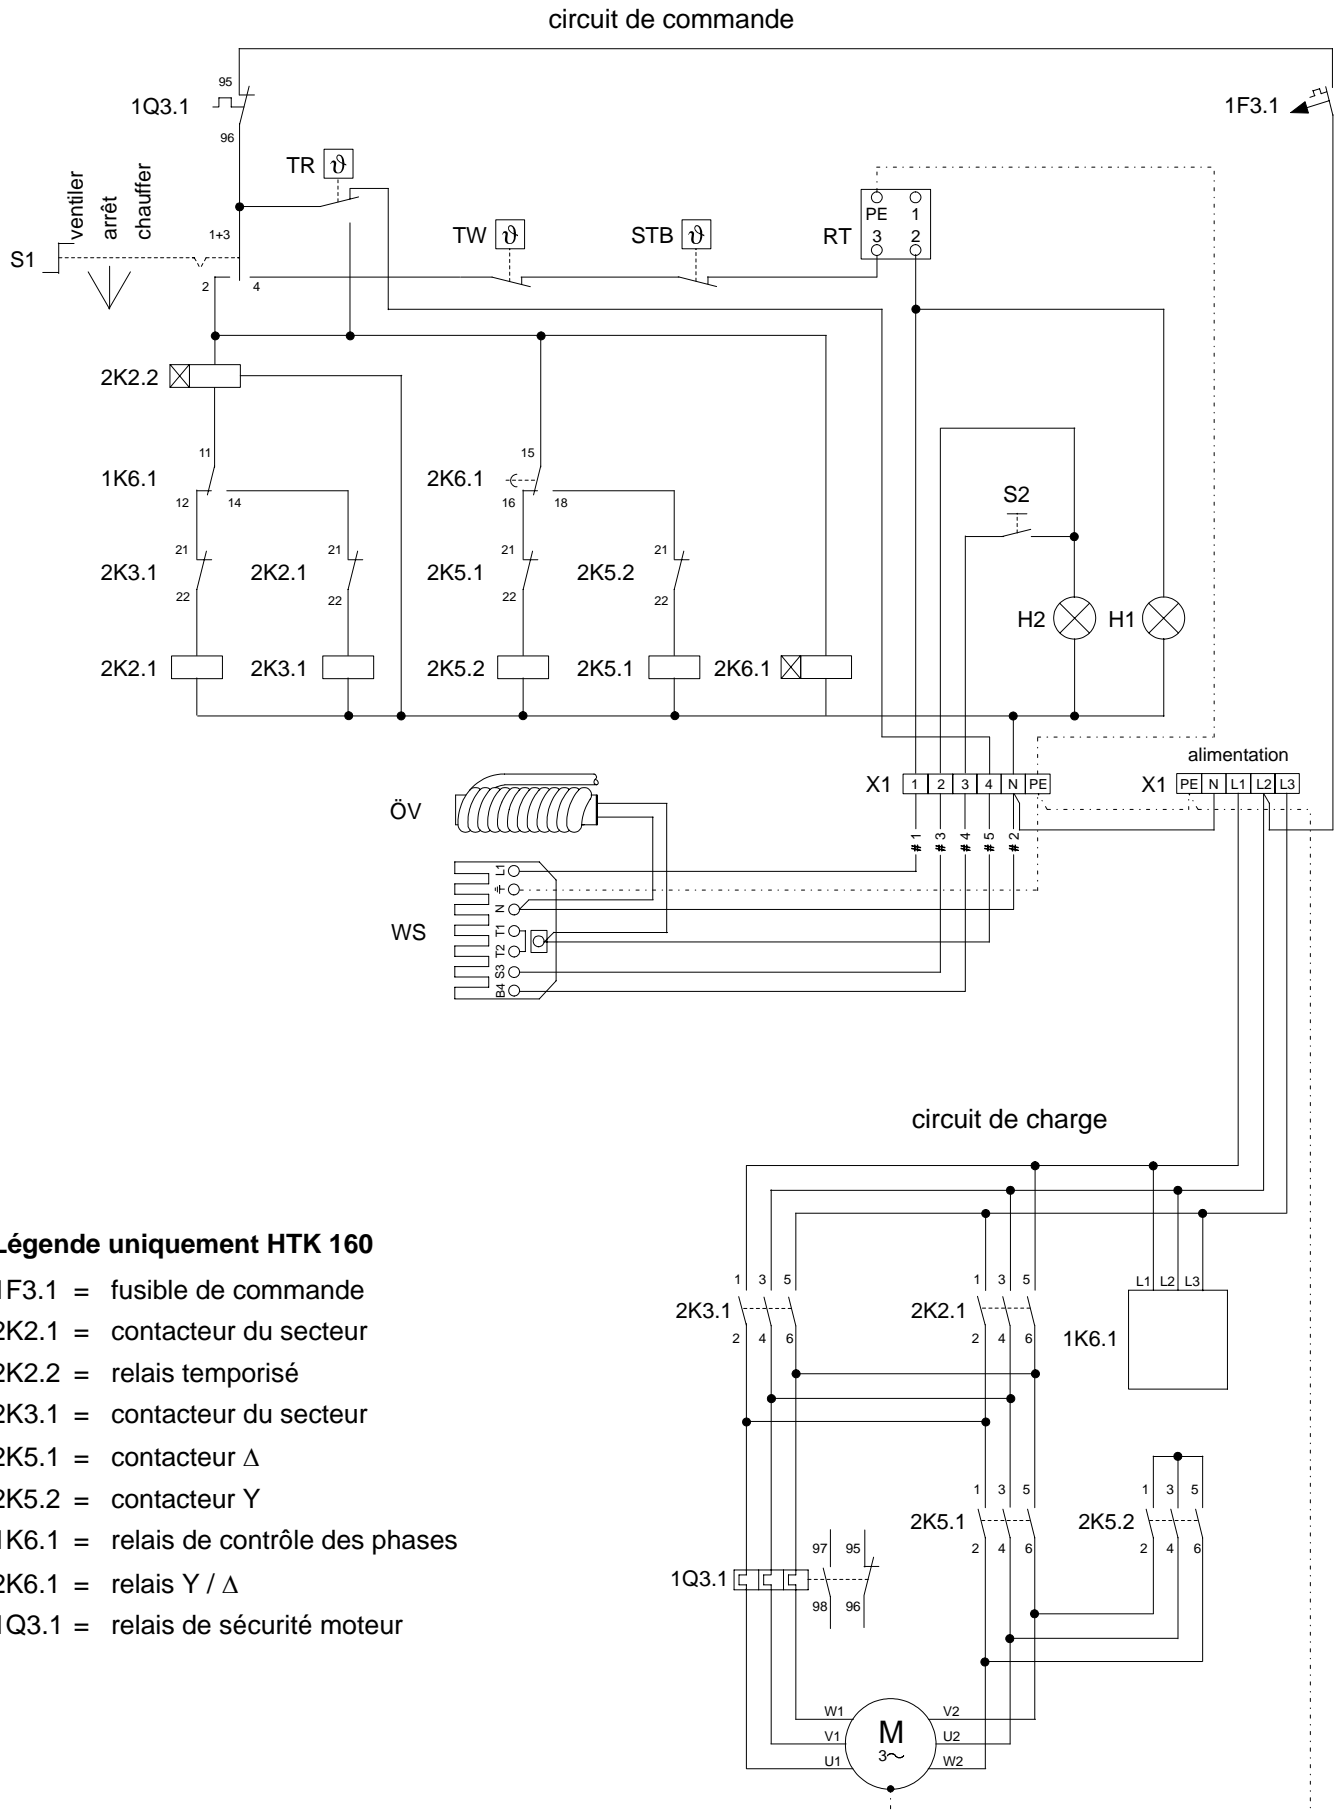 circuit de commande
95
1Q3.1
96
1F3.1
TR ϑ
ventiler
arrêt
chauffer
S1
1+3
2
4
TW ϑ
STB ϑ
RT
PE 1
3 2
2K2.2
11
1K6.1
12
14
15
2K6.1
16
18
S2
21
2K3.1
22
21
2K2.1
22
21
2K5.1
22
21
2K5.2
22
H2
H1
2K2.1
2K3.1
2K5.2
2K5.1
2K6.1
alimentation
X1 1 2 3 4 N PE
X1 PE N L1 L2 L3
#1 #3 #4 #5 #2
ÖV
WS
L1
N
T1
T2
S3
B4
circuit de charge
1 3 5
2K3.1
2 4 6
1 3 5
2K2.1
2 4 6
L1 L2 L3
1K6.1
Légende uniquement HTK 160
1F3.1 = fusible de commande
2K2.1 = contacteur du secteur
2K2.2 = relais temporisé
2K3.1 = contacteur du secteur
2K5.1 = contacteur Δ
2K5.2 = contacteur Y
1K6.1 = relais de contrôle des phases
2K6.1 = relais Y / Δ
1Q3.1 = relais de sécurité moteur
1 3 5
2K5.1
2 4 6
1 3 5
2K5.2
2 4 6
97 95
1Q3.1
98 96
W1
V1
U1
M
3~
V2
U2
W2